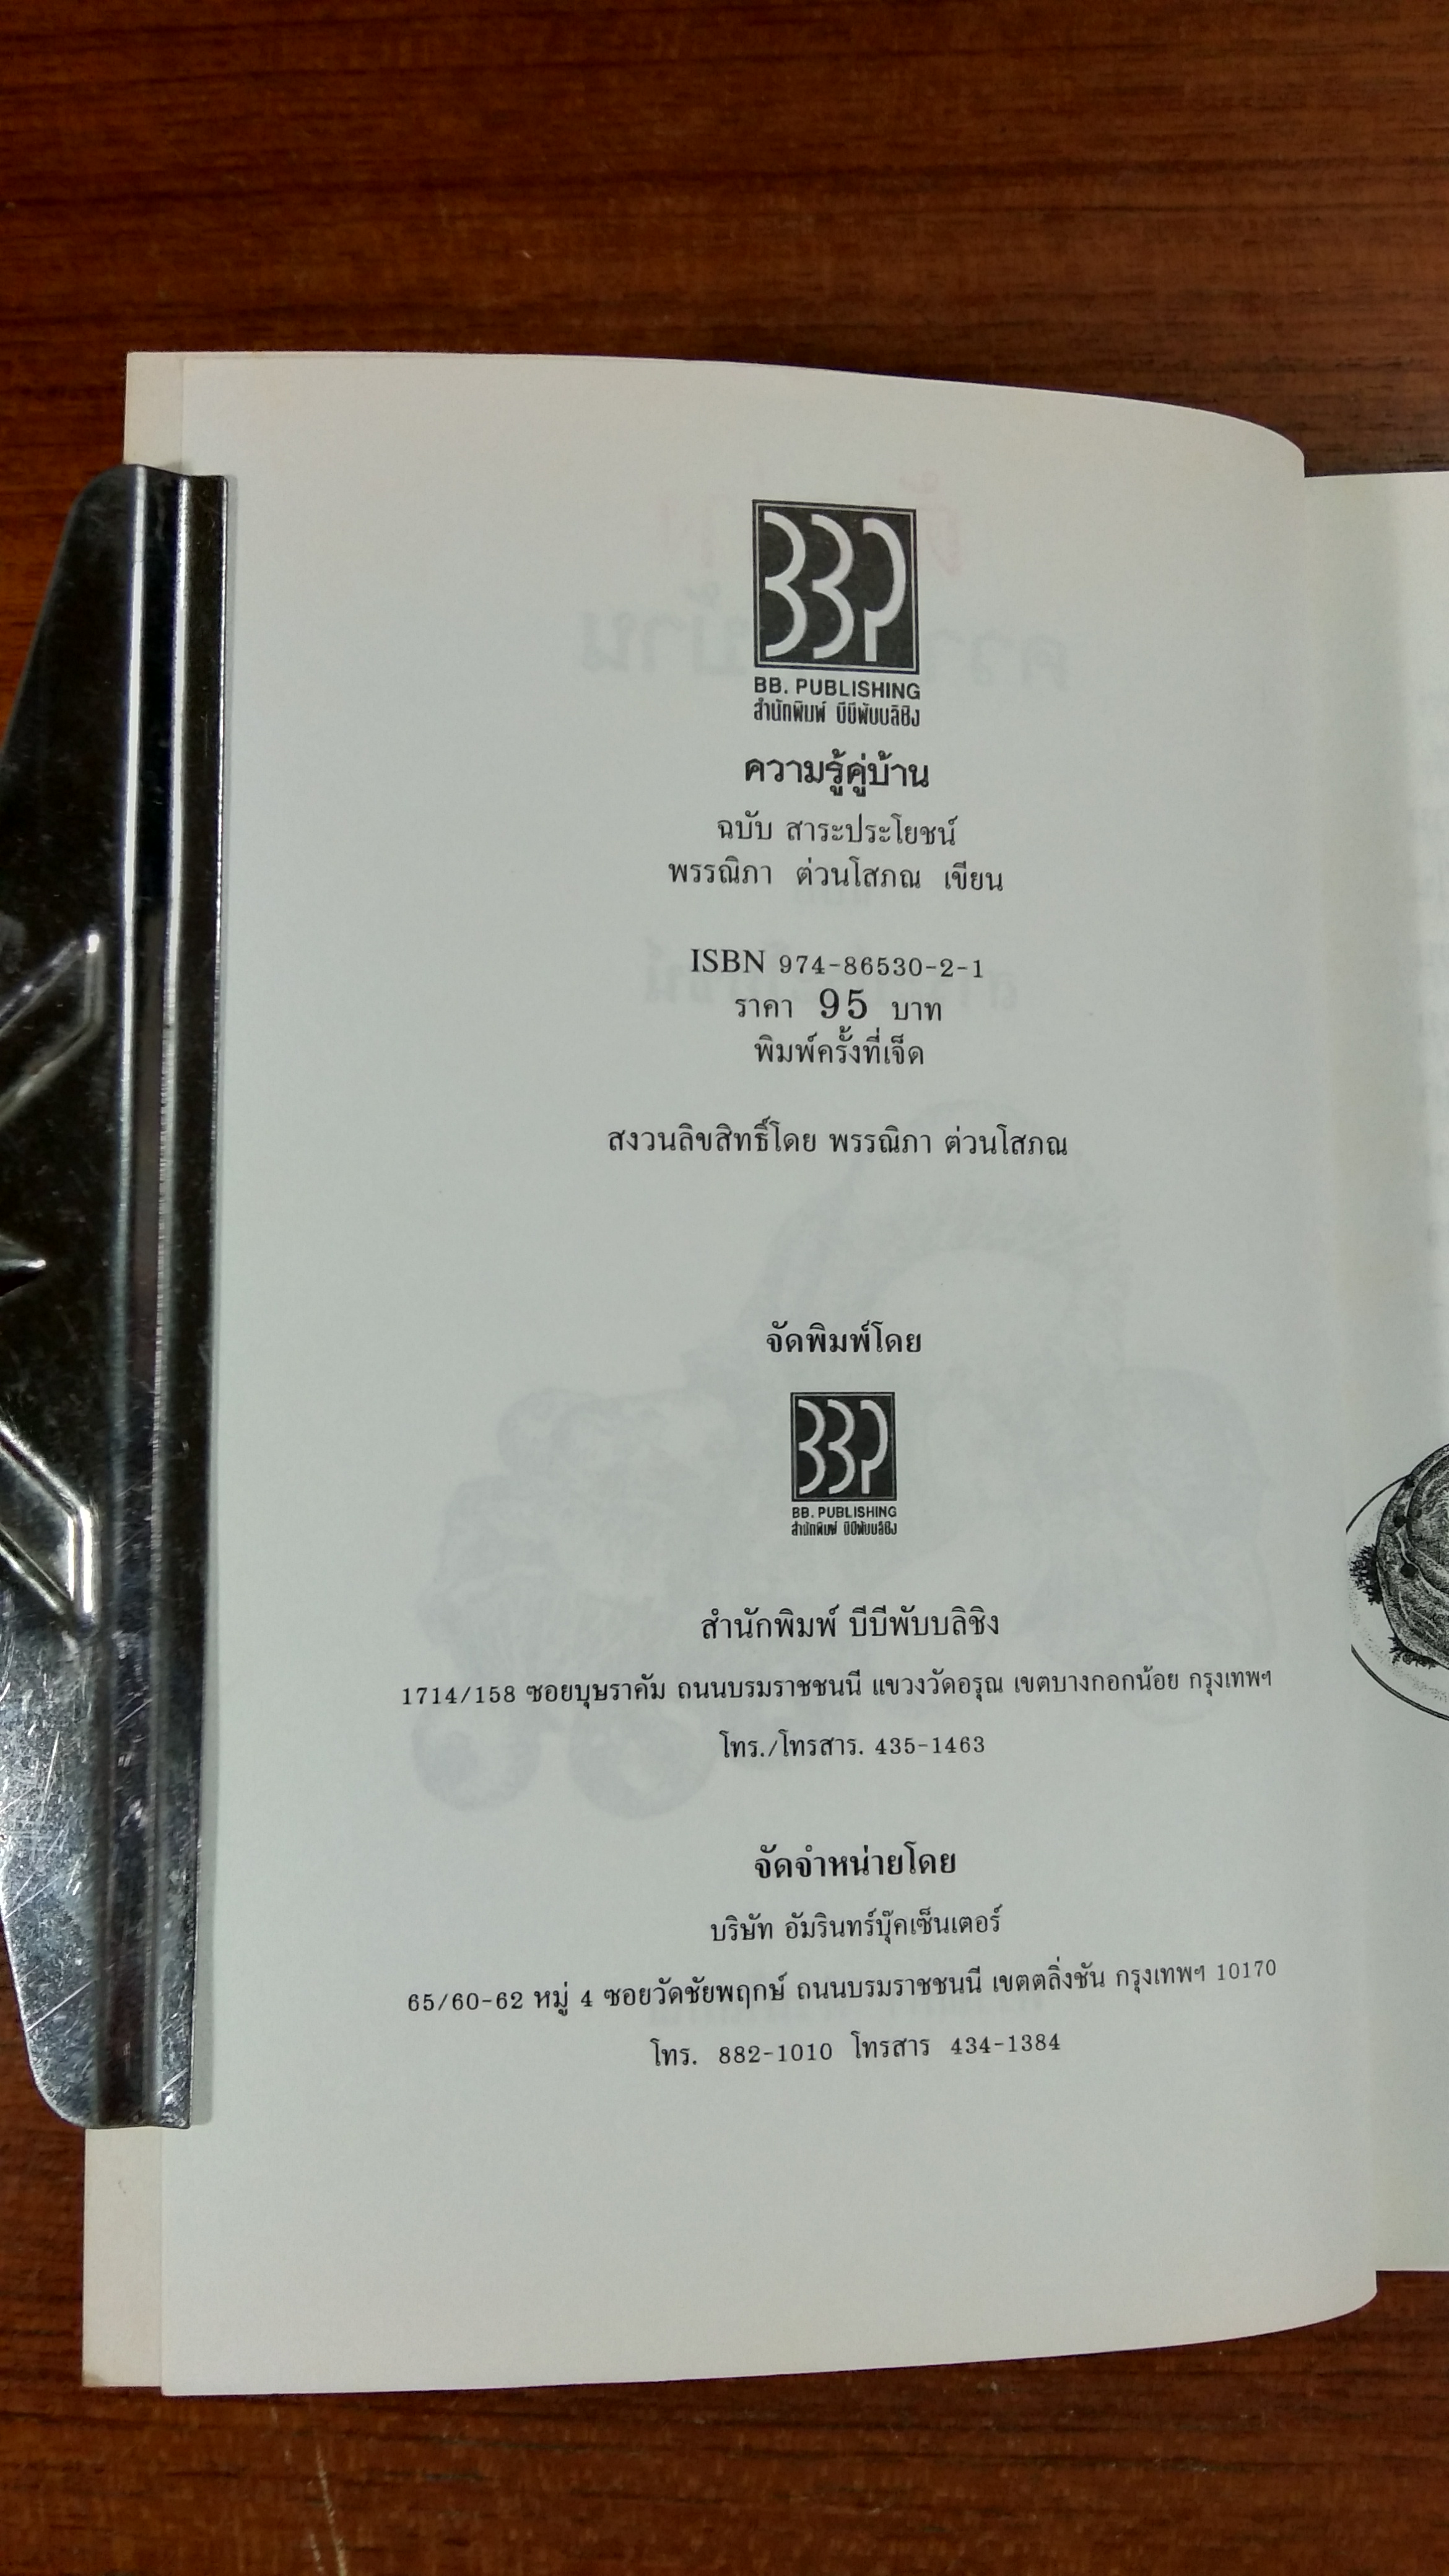 BBP
BB. PUBLISHING
สำนักพิมพ์ บีบีพับบลิชิง
ความรู้คู่บ้าน
ฉบับ สาระประโยชน์
พรรณิภา ต่วนโสภณ เขียน
ISBN 974-86530-2-1
ราคา 95 บาท
พิมพ์ครั้งที่เจ็ด
สงวนลิขสิทธิ์โดย พรรณิภา ต่วนโสภณ
จัดพิมพ์โดย
BBP
BB. PUBLISHING
สำนักพิมพ์ บีบีพับบลิชิง
สำนักพิมพ์ บีบีพับบลิชิง
1714/158 ซอยบุษราคัม ถนนบรมราชชนนี แขวงวัดอรุณ เขตบางกอกน้อย กรุงเทพฯ
โทร./โทรสาร. 435-1463
จัดจำหน่ายโดย
บริษัท อัมรินทร์บุ๊คเซ็นเตอร์
65/60-62 หมู่ 4 ซอยวัดชัยพฤกษ์ ถนนบรมราชชนนี เขตตลิ่งชัน กรุงเทพฯ 10170
โทร. 882-1010 โทรสาร 434-1384